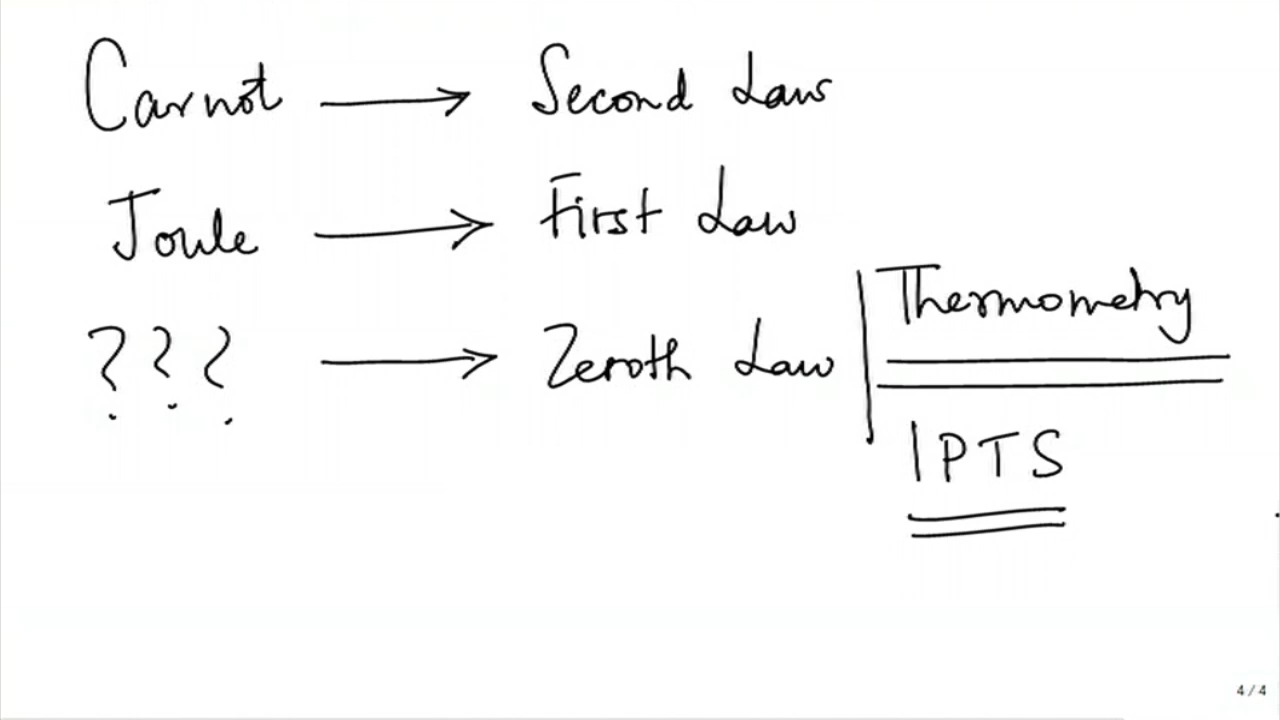 Carnot → Second Law
Joule → First Law
??? → Zeroth Law
Thermometry
IPTS
4 / 4